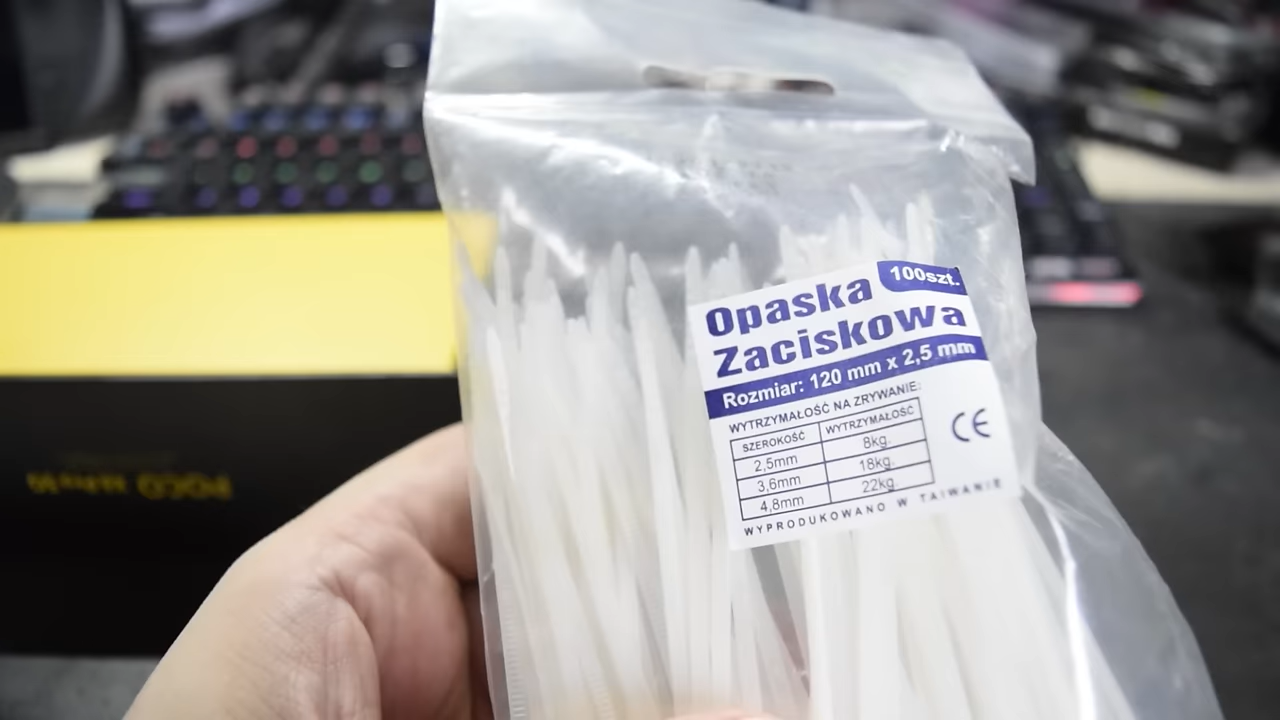 100szt.
Opaska
Zaciskowa
Rozmiar: 120 mm x 2,5 mm
WYTRZYMAŁOŚĆ NA ZRYWANIE:
SZEROKOŚĆ WYTRZYMAŁOŚĆ
2,5mm 8kg.
3,6mm 18kg.
4,8mm 22kg.
CE
WYPRODUKOWANO W TAIWANIE
POCO